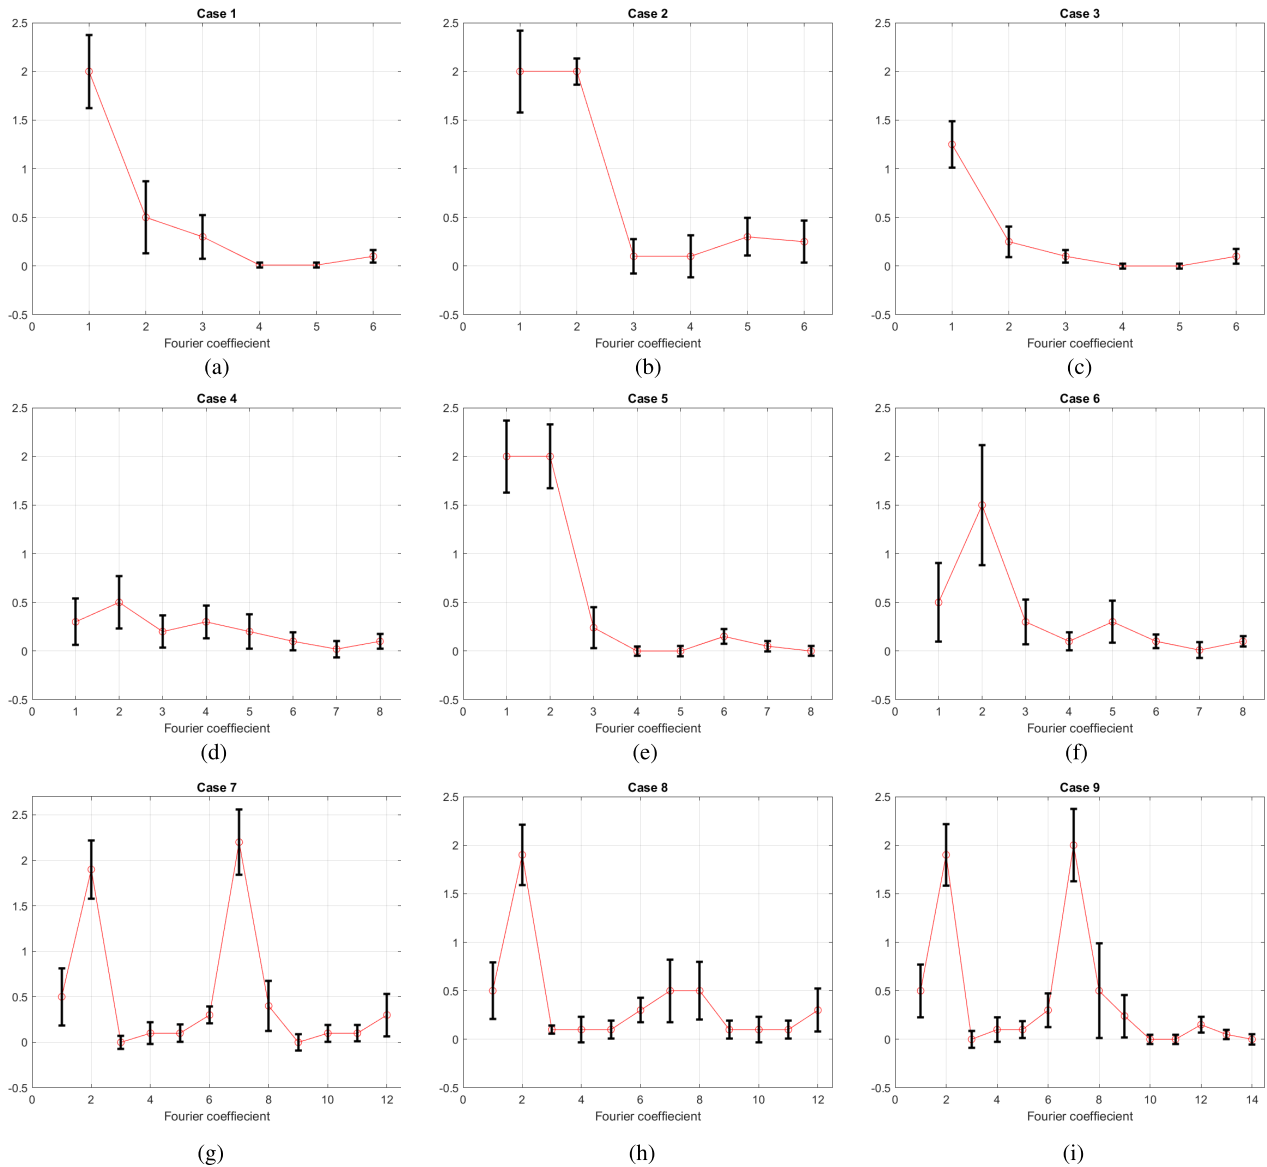 Case 1
2.5
2
1.5
1
0.5
0
-0.5
0 1 2 3 4 5 6
Fourier coeffiecient
(a)
Case 2
2.5
2
1.5
1
0.5
0
-0.5
0 1 2 3 4 5 6
Fourier coeffiecient
(b)
Case 3
2.5
2
1.5
1
0.5
0
-0.5
0 1 2 3 4 5 6
Fourier coeffiecient
(c)
Case 4
2.5
2
1.5
1
0.5
0
-0.5
0 1 2 3 4 5 6 7 8
Fourier coeffiecient
(d)
Case 5
2.5
2
1.5
1
0.5
0
-0.5
0 1 2 3 4 5 6 7 8
Fourier coeffiecient
(e)
Case 6
2.5
2
1.5
1
0.5
0
-0.5
0 1 2 3 4 5 6 7 8
Fourier coeffiecient
(f)
Case 7
2.5
2
1.5
1
0.5
0
-0.5
0 2 4 6 8 10 12
Fourier coeffiecient
(g)
Case 8
2.5
2
1.5
1
0.5
0
-0.5
0 2 4 6 8 10 12
Fourier coeffiecient
(h)
Case 9
2.5
2
1.5
1
0.5
0
-0.5
0 2 4 6 8 10 12 14
Fourier coeffiecient
(i)